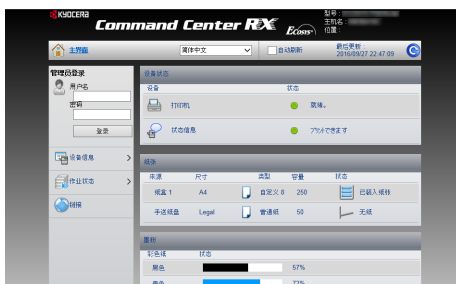 KYOCERA
Command Center RX Ecosys
型号 :
主机名 :
位置 :
主界面 简体中文 自动刷新 最后更新 :
2016/09/27 22:47:09
管理员登录
用户名
密码
登录
设备信息
作业状态
链接
设备状态
设备 状态
打印机 就绪。
状态信息 プリントできます
纸张
来源 尺寸 类型 容量 状态
纸盒 1 A4 自定义 8 250 已装入纸张
手送纸盘 Legal 普通纸 50 无纸
墨粉
彩色纸 状态
黑色 57%
72%